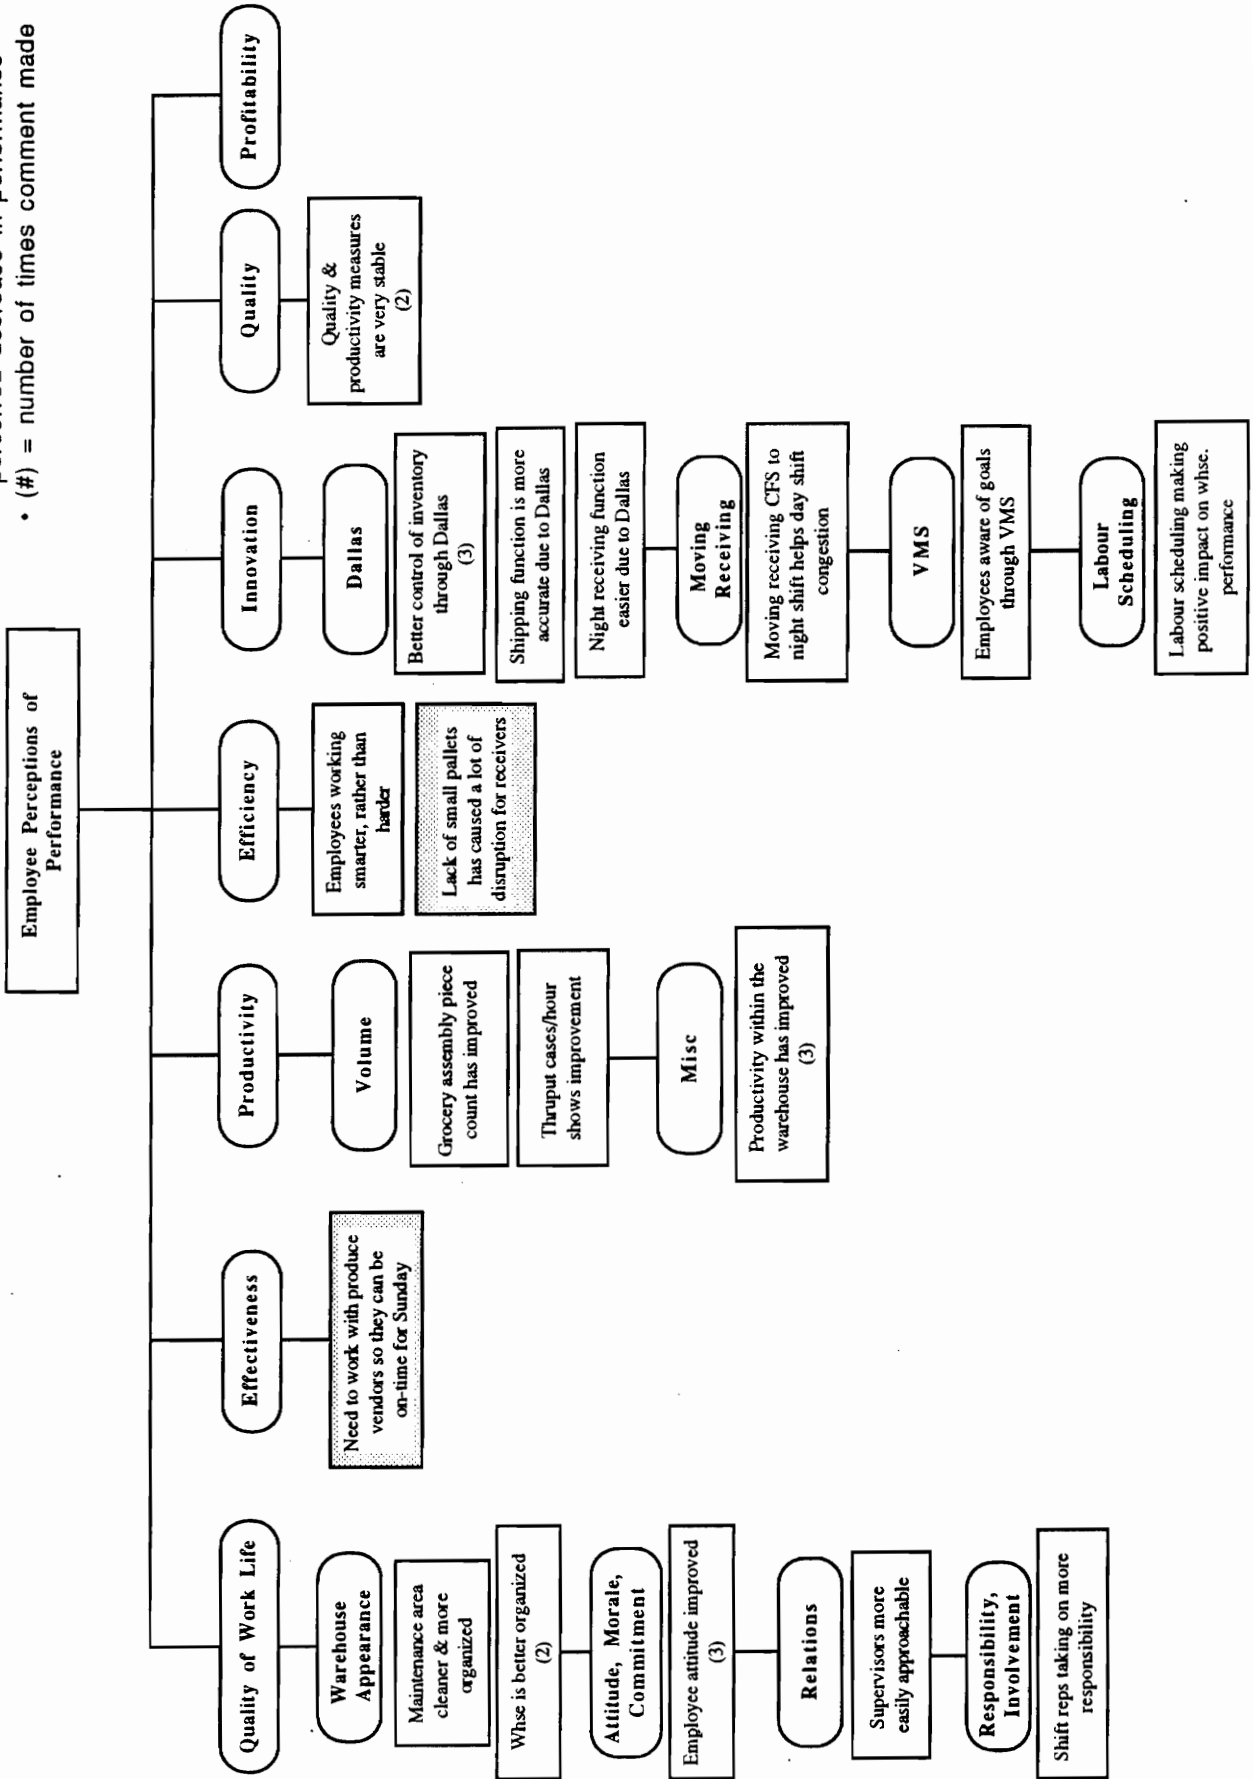 • (#) = number of times comment made
Employee Perceptions of
Performance
Quality of Work Life
Warehouse
Appearance
Maintenance area
cleaner & more
organized
Whse is better organized
(2)
Attitude, Morale,
Commitment
Employee attitude improved
(3)
Relations
Supervisors more
easily approachable
Responsibility,
Involvement
Shift reps taking on more
responsibility
Effectiveness
Need to work with produce
vendors so they can be
on-time for Sunday
Productivity
Volume
Grocery assembly piece
count has improved
Thruput cases/hour
shows improvement
Misc
Productivity within the
warehouse has improved
(3)
Efficiency
Employees working
smarter, rather than
harder
Lack of small pallets
has caused a lot of
disruption for receivers
Innovation
Dallas
Better control of inventory
through Dallas
(3)
Shipping function is more
accurate due to Dallas
Night receiving function
easier due to Dallas
Moving
Receiving
Moving receiving CFS to
night shift helps day shift
congestion
VMS
Employees aware of goals
through VMS
Labour
Scheduling
Labour scheduling making
positive impact on whse.
performance
Quality
Quality &
productivity measures
are very stable
(2)
Profitability